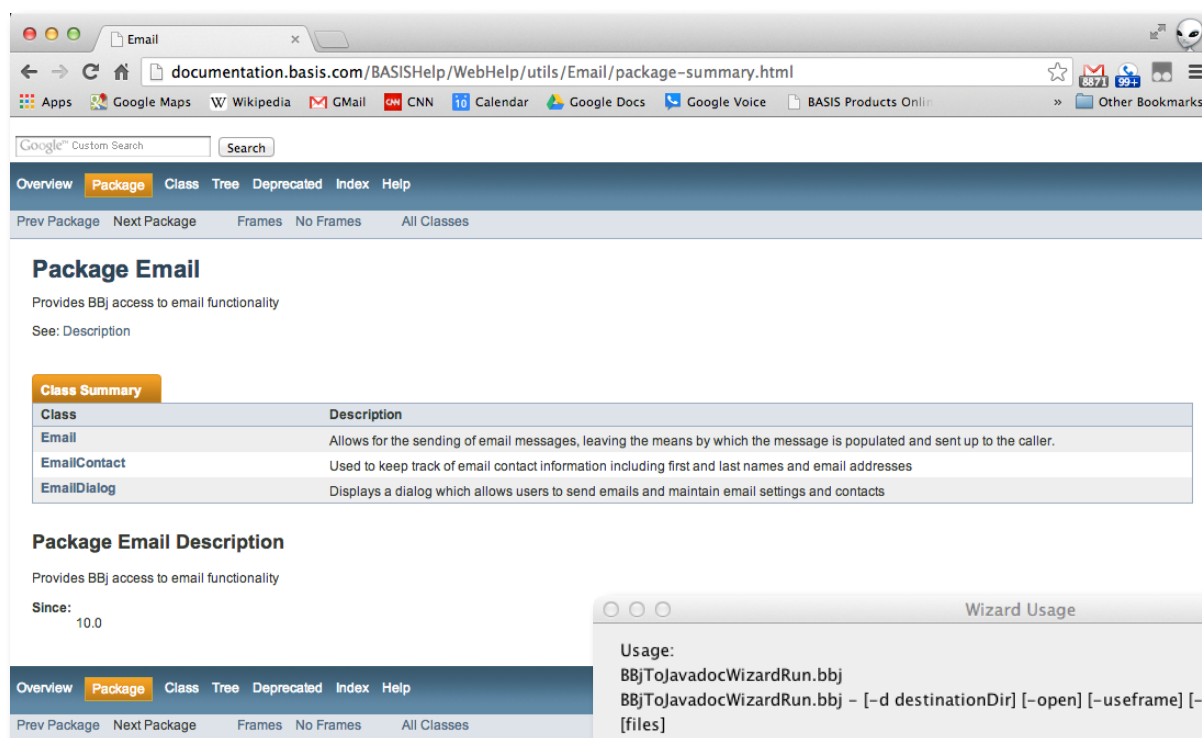 Email
documentation.basis.com/BASISHelp/WebHelp/utils/Email/package-summary.html
8871 99+
Apps Google Maps W Wikipedia GMail CNN CNN 10 Calendar Google Docs Google Voice BASIS Products Onlin » Other Bookmarks
Google™ Custom Search Search
Overview Package Class Tree Deprecated Index Help
Prev Package Next Package Frames No Frames All Classes
Package Email
Provides BBj access to email functionality
See: Description
Class Summary
Class Description
Email Allows for the sending of email messages, leaving the means by which the message is populated and sent up to the caller.
EmailContact Used to keep track of email contact information including first and last names and email addresses
EmailDialog Displays a dialog which allows users to send emails and maintain email settings and contacts
Package Email Description
Provides BBj access to email functionality
Since:
10.0
Wizard Usage
Usage:
BBjToJavadocWizardRun.bbj
BBjToJavadocWizardRun.bbj – [-d destinationDir] [-open] [-useframe] [-
[files]
Overview Package Class Tree Deprecated Index Help
Prev Package Next Package Frames No Frames All Classes